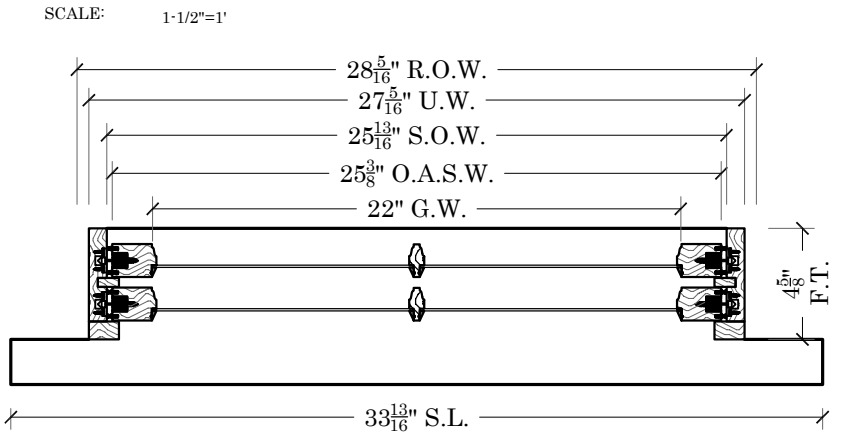 SCALE: 1-1/2"=1'
28 5/16" R.O.W.
27 5/16" U.W.
25 13/16" S.O.W.
25 3/8" O.A.S.W.
22" G.W.
4 5/8" F.T.
33 13/16" S.L.